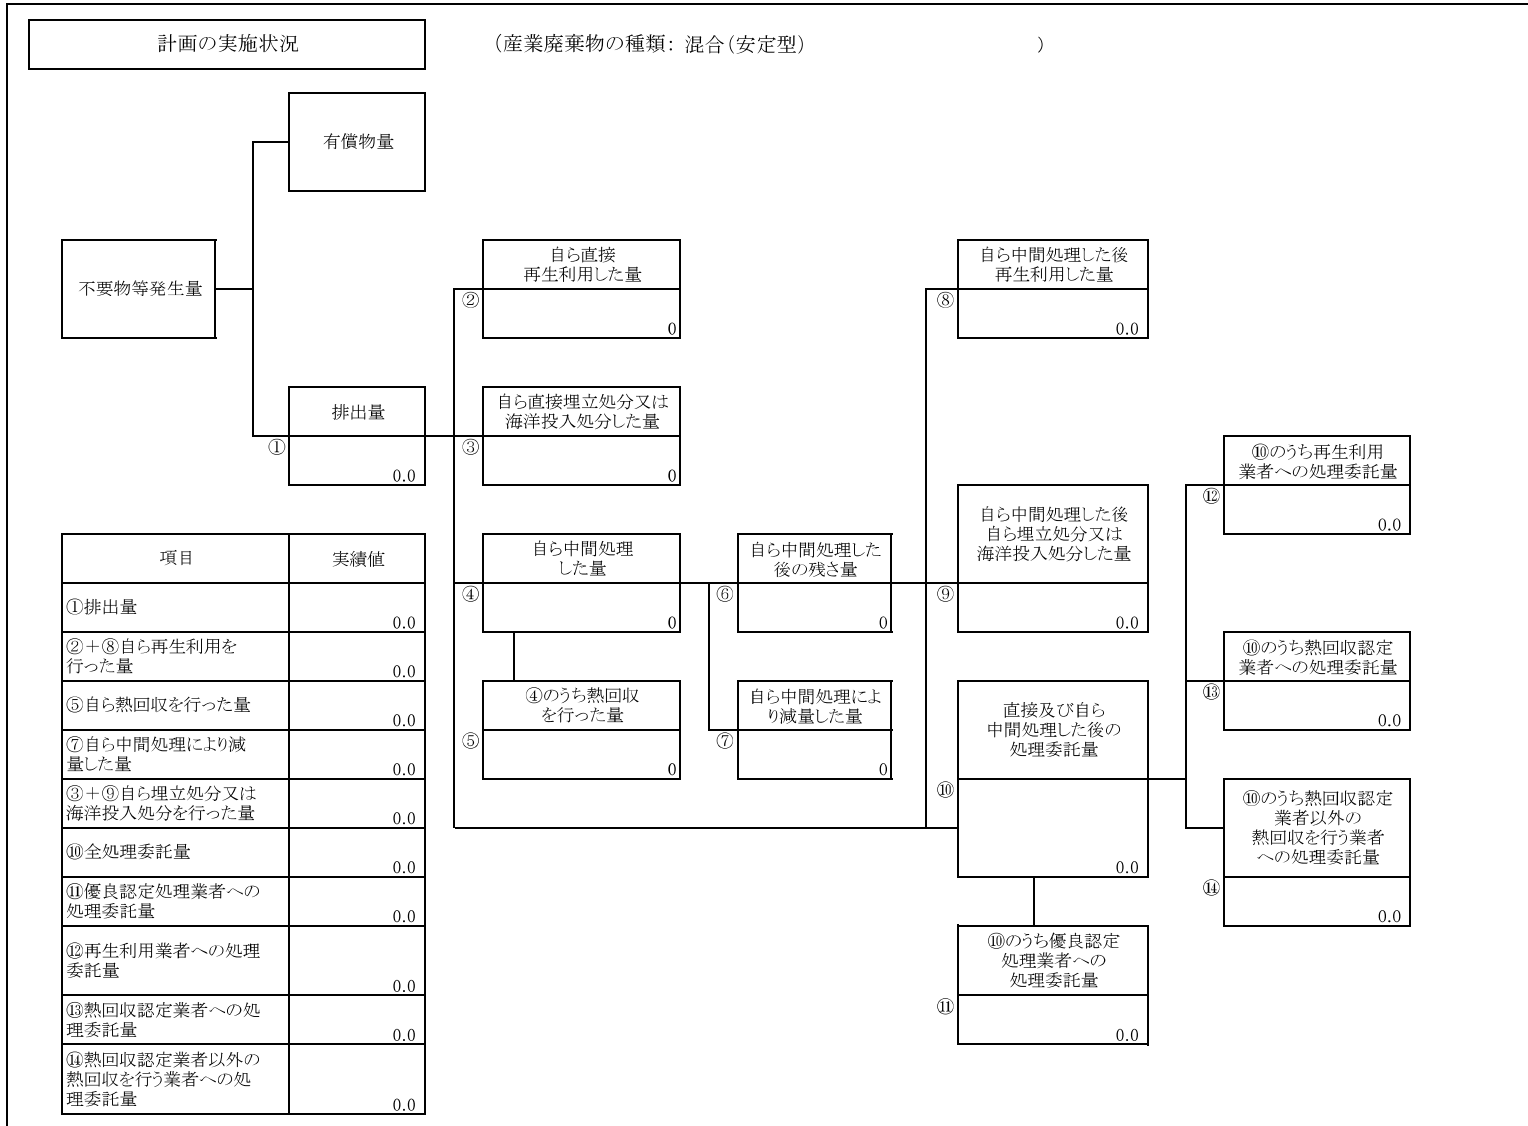 計画の実施状況
（産業廃棄物の種類: 混合（安定型）　　　　　　　）
有償物量
不要物等発生量
自ら直接
再生利用した量
②
0
自ら中間処理した後
再生利用した量
⑧
0.0
排出量
①
0.0
自ら直接埋立処分又は
海洋投入処分した量
③
0
⑩のうち再生利用
業者への処理委託量
⑫
0.0
自ら中間処理
した量
④
0
自ら中間処理した
後の残さ量
⑥
0
自ら中間処理した後
自ら埋立処分又は
海洋投入処分した量
⑨
0.0
④のうち熱回収
を行った量
⑤
0
自ら中間処理によ
り減量した量
⑦
0
直接及び自ら
中間処理した後の
処理委託量
⑩
0.0
⑩のうち熱回収認定
業者への処理委託量
⑬
0.0
⑩のうち熱回収認定
業者以外の
熱回収を行う業者
への処理委託量
⑭
0.0
⑩のうち優良認定
処理業者への
処理委託量
⑪
0.0
項目 実績値
①排出量
0.0
②＋⑧自ら再生利用を
行った量
0.0
⑤自ら熱回収を行った量
0.0
⑦自ら中間処理により減
量した量
0.0
③＋⑨自ら埋立処分又は
海洋投入処分を行った量
0.0
⑩全処理委託量
0.0
⑪優良認定処理業者への
処理委託量
0.0
⑫再生利用業者への処理
委託量
0.0
⑬熱回収認定業者への処
理委託量
0.0
⑭熱回収認定業者以外の
熱回収を行う業者への処
理委託量
0.0